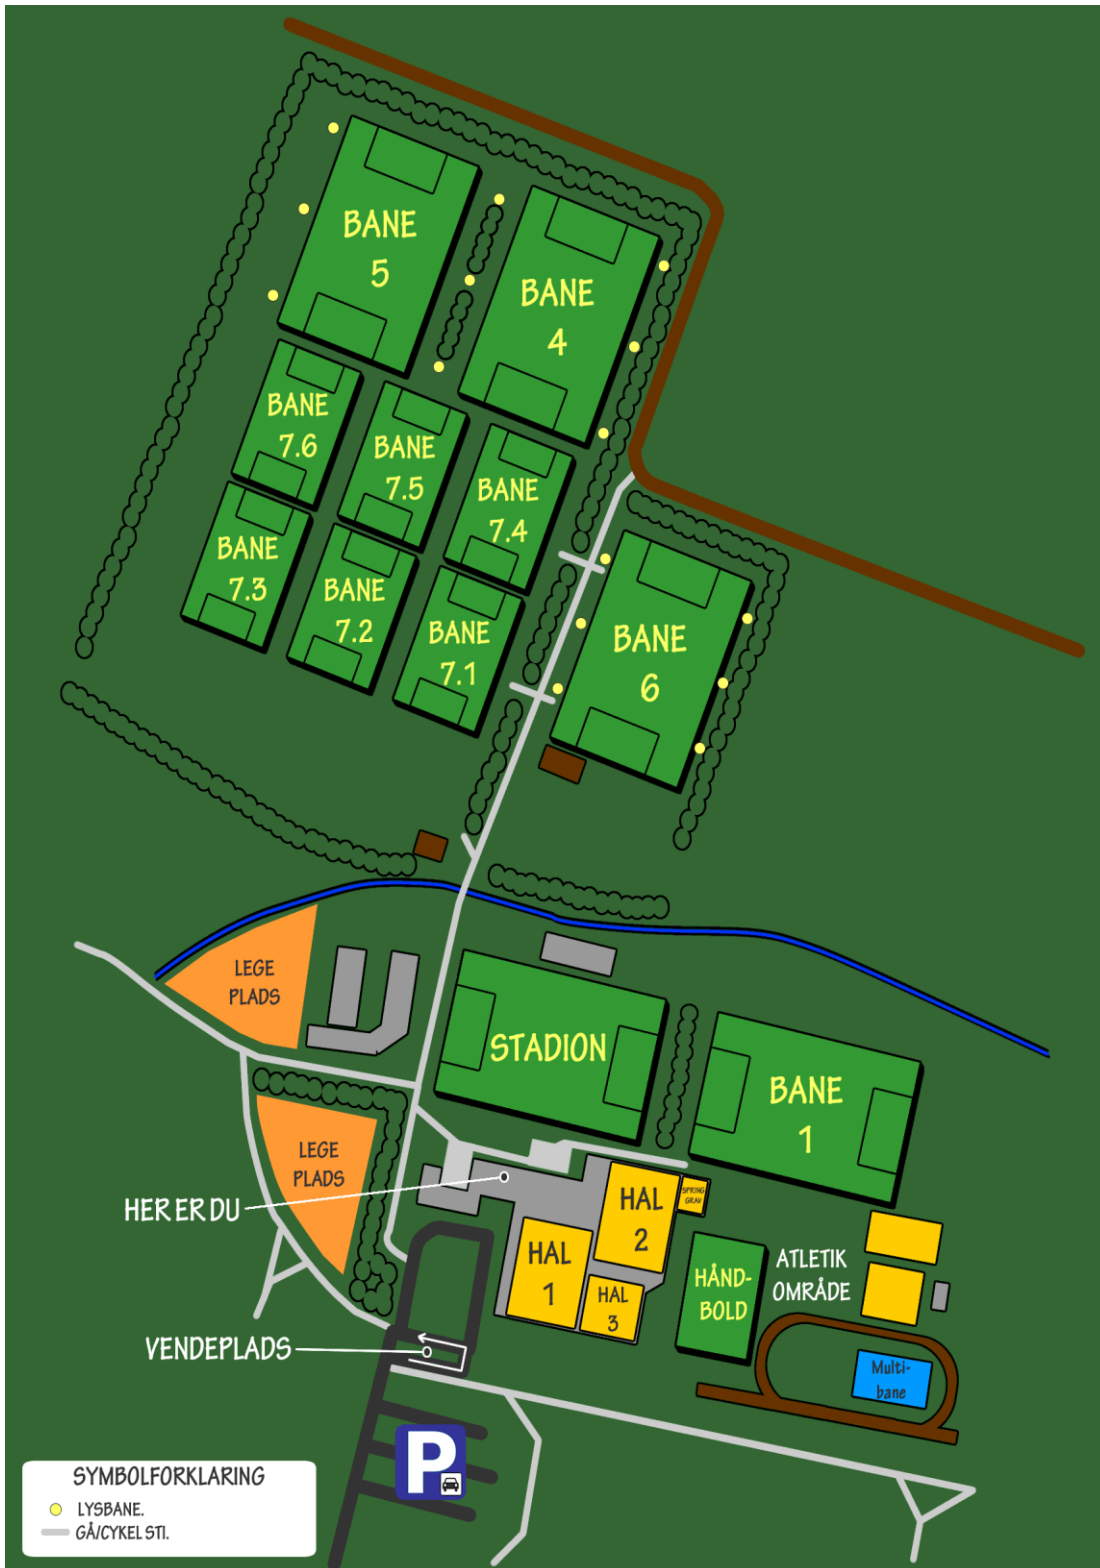 BANE
5
BANE
4
BANE
7.6
BANE
7.5
BANE
7.4
BANE
7.3
BANE
7.2
BANE
7.1
BANE
6
LEGE
PLADS
STADION
BANE
1
LEGE
PLADS
HER ER DU
HAL
2
SPRING
GRAV
HAL
1
HAL
3
HÅND-
BOLD
ATLETIK
OMRÅDE
VENDEPLADS
Multi-
bane
P
SYMBOLFORKLARING
LYSBANE.
GÅ/CYKEL STI.